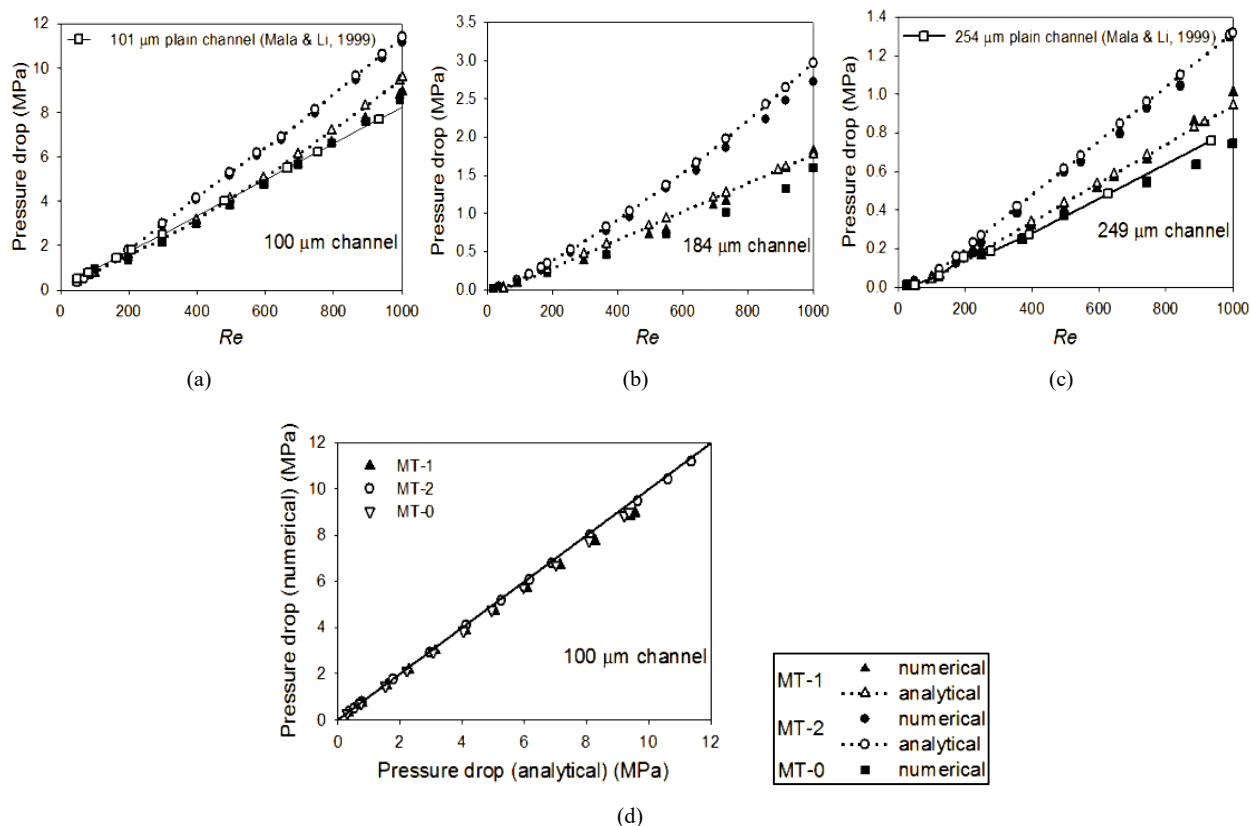 12
10
8
6
4
2
0
Pressure drop (MPa)
101 μm plain channel (Mala & Li, 1999)
100 μm channel
0 200 400 600 800 1000
Re
(a)
3.5
3.0
2.5
2.0
1.5
1.0
0.5
0.0
Pressure drop (MPa)
184 μm channel
0 200 400 600 800 1000
Re
(b)
1.4
1.2
1.0
0.8
0.6
0.4
0.2
0.0
Pressure drop (MPa)
254 μm plain channel (Mala & Li, 1999)
249 μm channel
0 200 400 600 800 1000
Re
(c)
12
10
8
6
4
2
0
Pressure drop (numerical) (MPa)
MT-1
MT-2
MT-0
100 μm channel
0 2 4 6 8 10 12
Pressure drop (analytical) (MPa)
(d)
MT-1 numerical
analytical
MT-2 numerical
analytical
MT-0 numerical